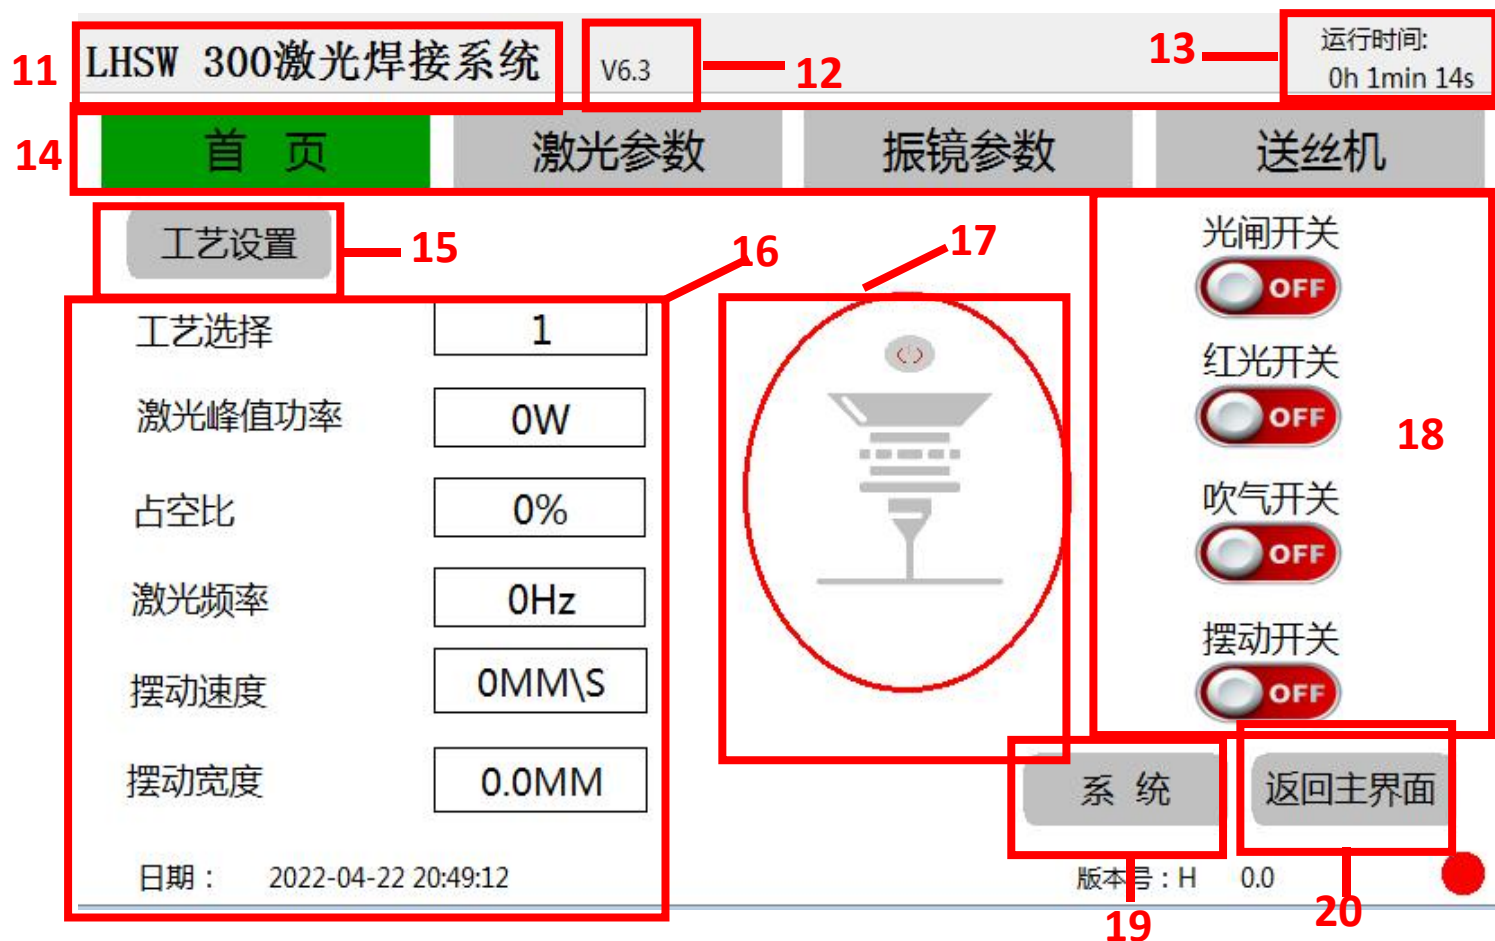 11 LHSW 300激光焊接系统 V6.3 12 13 运行时间:
0h 1min 14s
14 首 页 激光参数 振镜参数 送丝机
工艺设置 15 16 17 光闸开关
OFF
工艺选择 1
红光开关
激光峰值功率 0W OFF 18
占空比 0% 吹气开关
OFF
激光频率 0Hz
摆动开关
摆动速度 0MM\S OFF
摆动宽度 0.0MM 系 统 返回主界面
日期： 2022-04-22 20:49:12 版本号：H 0.0
19 20